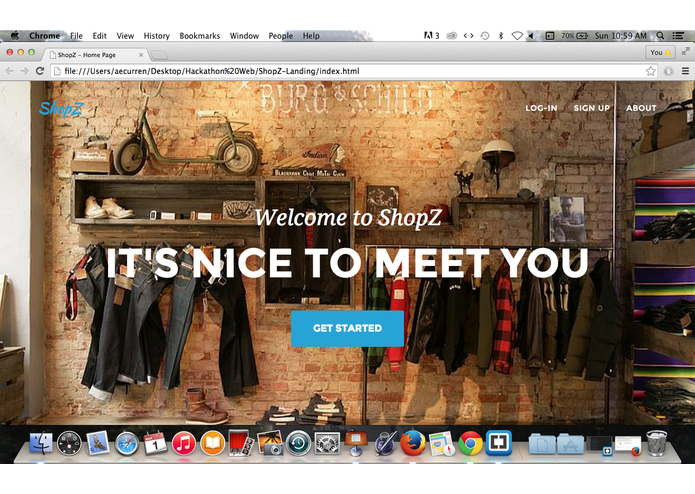 Chrome File Edit View History Bookmarks Window People Help
3
70% Sun 10:59 AM
ShopZ - Home Page
You
file:///Users/aecurren/Desktop/Hackathon%20Web/ShopZ-Landing/index.html
BURG & SCHILD
ShopZ
LOG-IN SIGN UP ABOUT
Indian
Welcome to ShopZ
IT'S NICE TO MEET YOU
GET STARTED
1